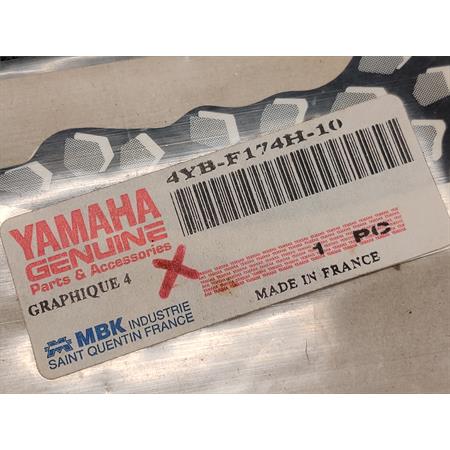 4YB-F174H-10
YAMAHA
GENUINE
Parts & Accessories
GRAPHIQUE 4
1 PC
MADE IN FRANCE
MBK INDUSTRIE
SAINT QUENTIN FRANCE